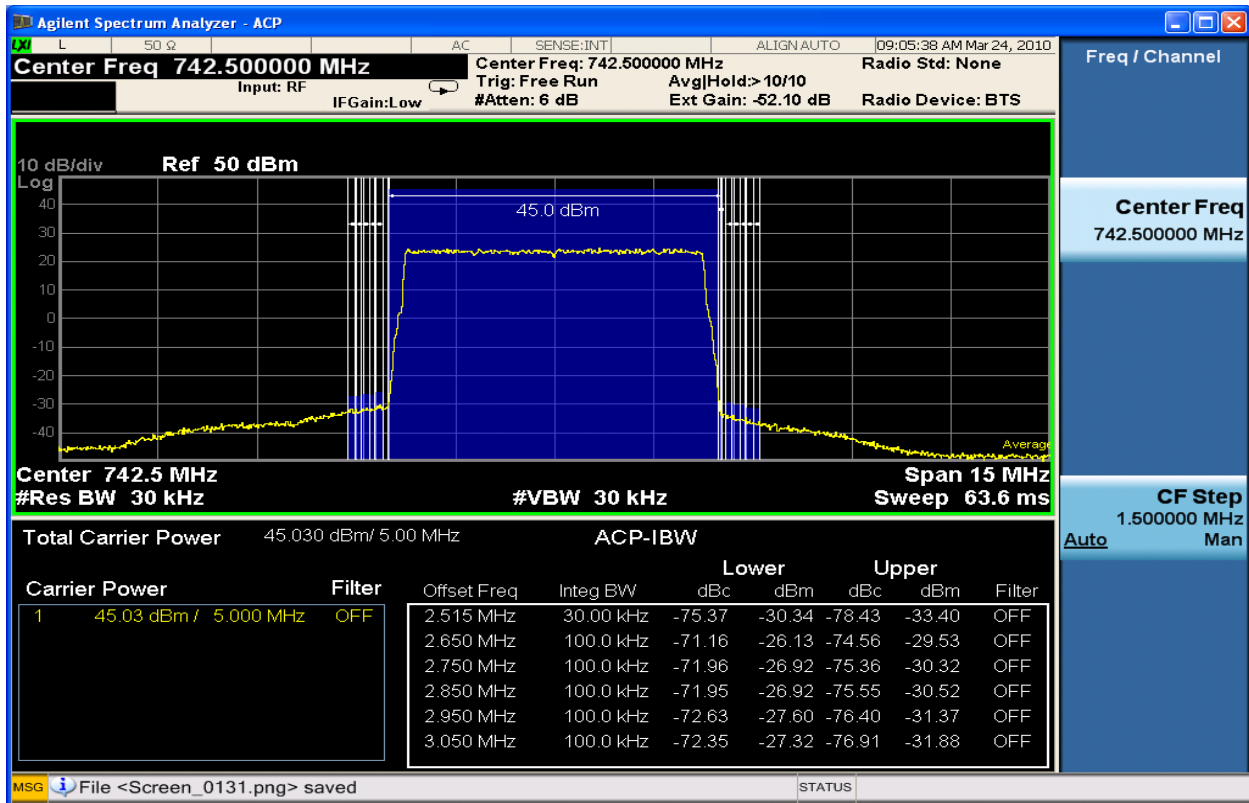 Agilent Spectrum Analyzer - ACP
LXI L 50 Ω AC SENSE:INT ALIGN AUTO 09:05:38 AM Mar 24, 2010
Center Freq 742.500000 MHz
Input: RF
IFGain:Low
Center Freq: 742.500000 MHz
Trig: Free Run
#Atten: 6 dB
Avg|Hold:>10/10
Ext Gain: -52.10 dB
Radio Std: None
Radio Device: BTS
Freq / Channel
10 dB/div
Log
Ref 50 dBm
40
30
20
10
0
-10
-20
-30
-40
45.0 dBm
Average
Center 742.5 MHz
#Res BW 30 kHz
#VBW 30 kHz
Span 15 MHz
Sweep 63.6 ms
Center Freq
742.500000 MHz
CF Step
1.500000 MHz
Auto Man
Total Carrier Power 45.030 dBm/ 5.00 MHz ACP-IBW
Lower Upper
Carrier Power Filter
1 45.03 dBm / 5.000 MHz OFF
Offset Freq Integ BW dBc dBm dBc dBm Filter
2.515 MHz 30.00 kHz -75.37 -30.34 -78.43 -33.40 OFF
2.650 MHz 100.0 kHz -71.16 -26.13 -74.56 -29.53 OFF
2.750 MHz 100.0 kHz -71.96 -26.92 -75.36 -30.32 OFF
2.850 MHz 100.0 kHz -71.95 -26.92 -75.55 -30.52 OFF
2.950 MHz 100.0 kHz -72.63 -27.60 -76.40 -31.37 OFF
3.050 MHz 100.0 kHz -72.35 -27.32 -76.91 -31.88 OFF
MSG File <Screen_0131.png> saved STATUS